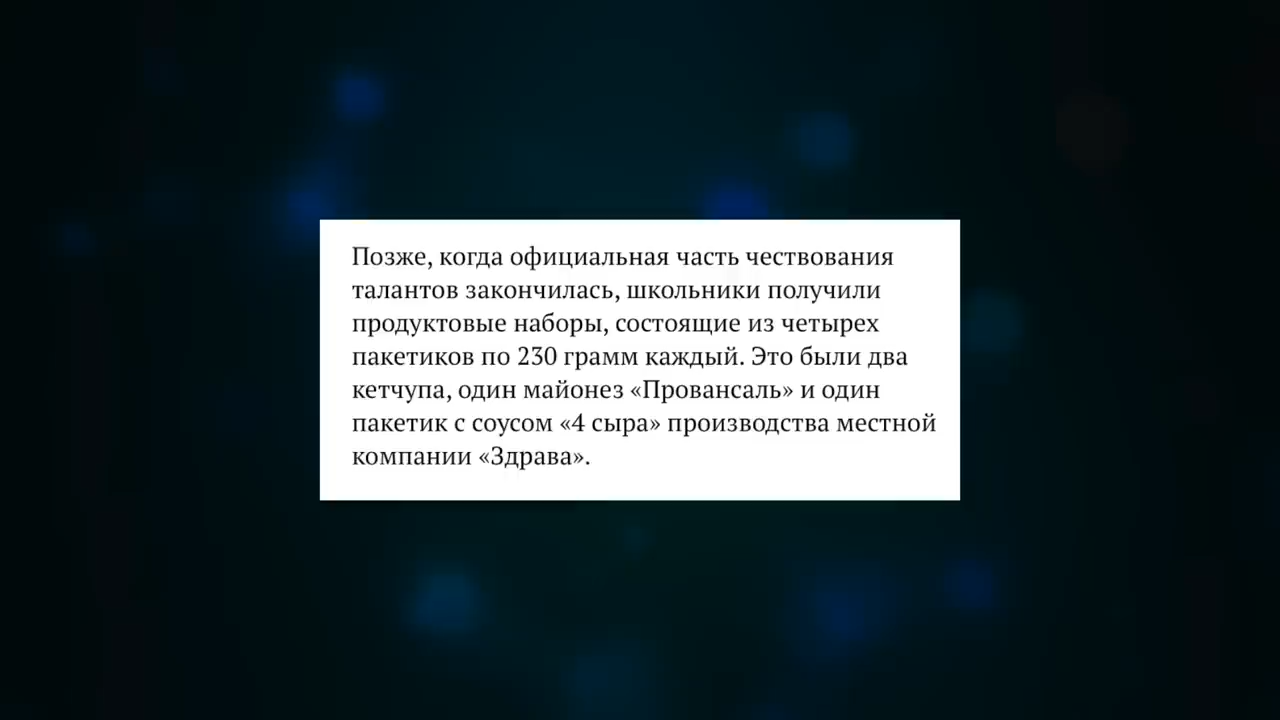 Позже, когда официальная часть чествования
талантов закончилась, школьники получили
продуктовые наборы, состоящие из четырех
пакетиков по 230 грамм каждый. Это были два
кетчупа, один майонез «Провансаль» и один
пакетик с соусом «4 сыра» производства местной
компании «Здрава».